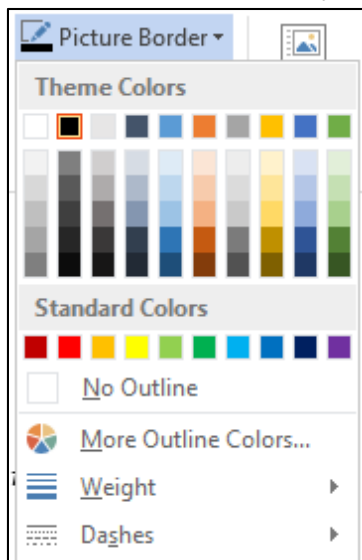 Picture Border
Theme Colors
Standard Colors
No Outline
More Outline Colors...
Weight
Dashes